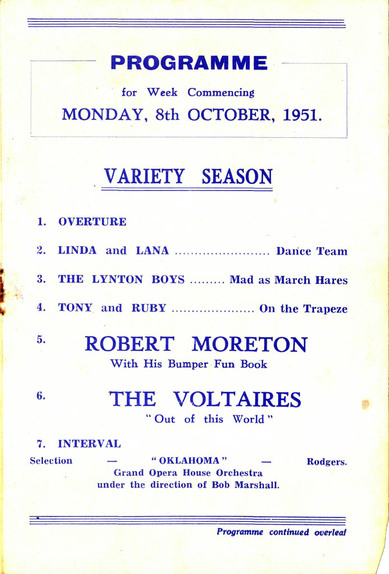 PROGRAMME
for Week Commencing
MONDAY, 8th OCTOBER, 1951.
VARIETY SEASON
1. OVERTURE
2. LINDA and LANA ........................ Dance Team
3. THE LYNTON BOYS ......... Mad as March Hares
4. TONY and RUBY ..................... On the Trapeze
5. ROBERT MORETON
With His Bumper Fun Book
6. THE VOLTAIRES
"Out of this World"
7. INTERVAL
Selection — "OKLAHOMA" — Rodgers.
Grand Opera House Orchestra
under the direction of Bob Marshall.
Programme continued overleaf